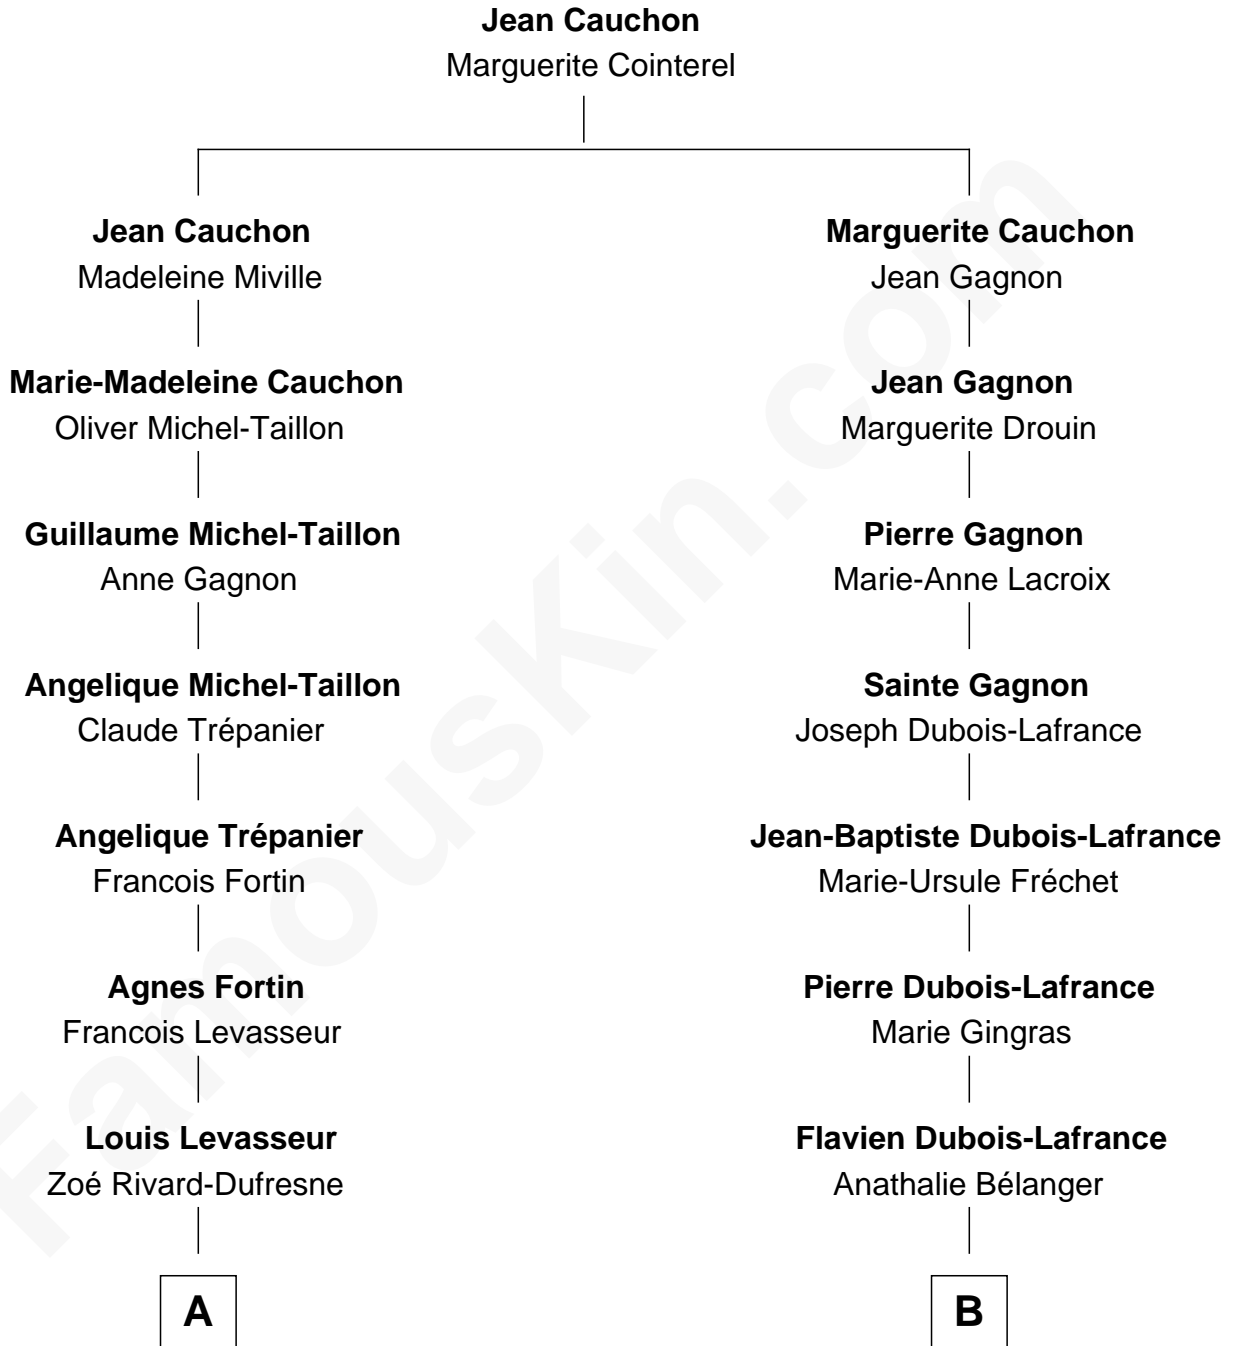 Jean Cauchon
Marguerite Cointerel
Jean Cauchon
Madeleine Miville
Marguerite Cauchon
Jean Gagnon
Marie-Madeleine Cauchon
Oliver Michel-Taillon
Jean Gagnon
Marguerite Drouin
Guillaume Michel-Taillon
Anne Gagnon
Pierre Gagnon
Marie-Anne Lacroix
Angelique Michel-Taillon
Claude Trépanier
Sainte Gagnon
Joseph Dubois-Lafrance
Angelique Trépanier
Francois Fortin
Jean-Baptiste Dubois-Lafrance
Marie-Ursule Fréchet
Agnes Fortin
Francois Levasseur
Pierre Dubois-Lafrance
Marie Gingras
Louis Levasseur
Zoé Rivard-Dufresne
Flavien Dubois-Lafrance
Anathalie Bélanger
A
B
FamousKin.com